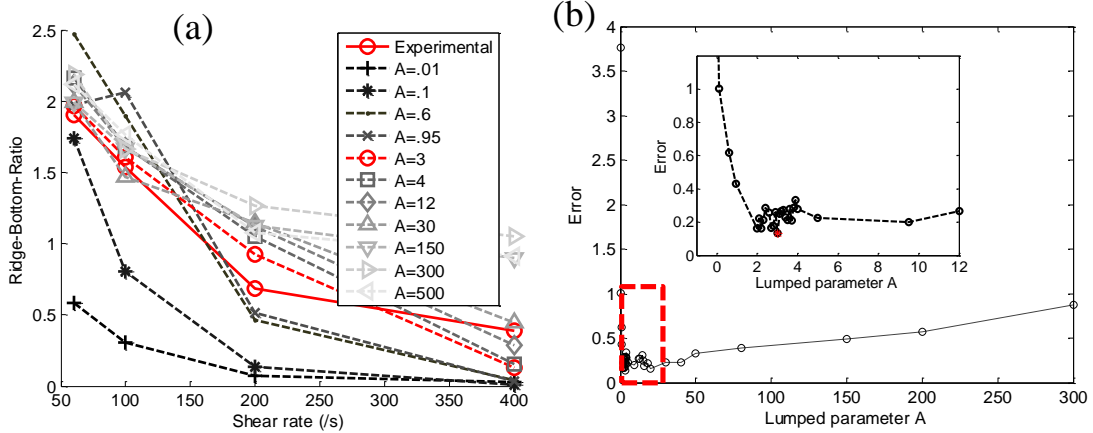 (a)
Ridge-Bottom-Ratio
2.5
2
1.5
1
0.5
0
50 100 150 200 250 300 350 400
Shear rate (/s)
Experimental
A=.01
A=.1
A=.6
A=.95
A=3
A=4
A=12
A=30
A=150
A=300
A=500
(b)
Error
4
3.5
3
2.5
2
1.5
1
0.5
0
0 50 100 150 200 250 300
Lumped parameter A
Error
1
0.8
0.6
0.4
0.2
0
0 2 4 6 8 10 12
Lumped parameter A